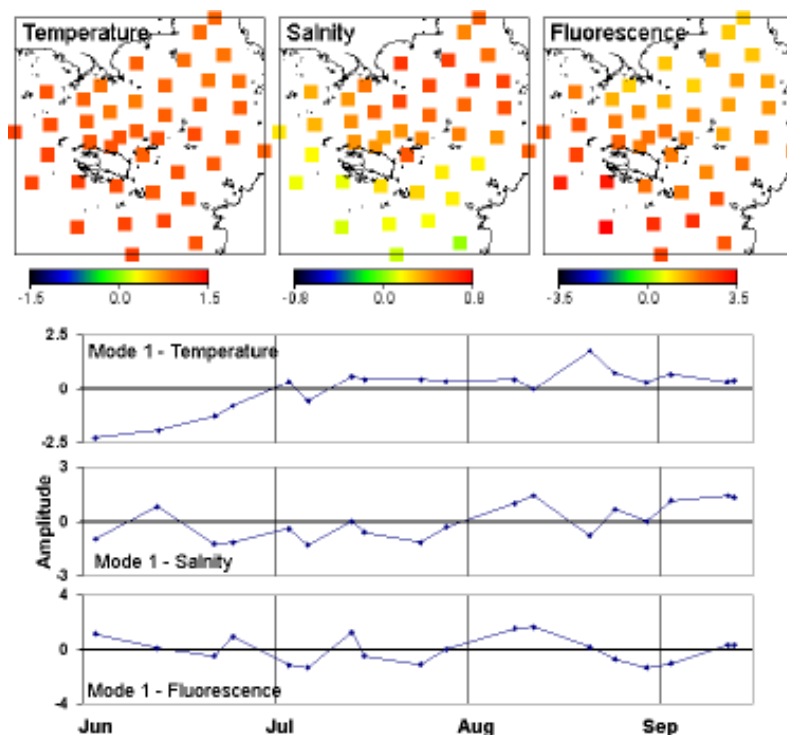 Temperature Salnity Fluorescence
-1.5 0.0 1.5 -0.8 0.0 0.8 -3.5 0.0 3.5
2.5
Mode 1 - Temperature
0
-2.5
3
0
Mode 1 - Salnity
-3
4
0
Mode 1 - Fluorescence
-4
Amplitude
Jun Jul Aug Sep